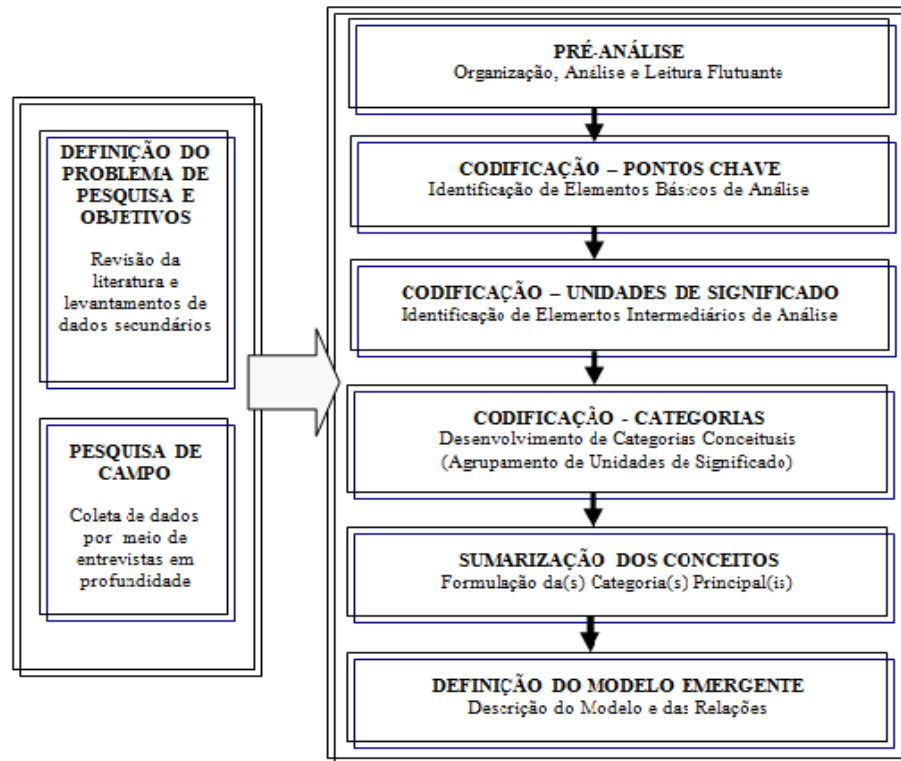 DEFINIÇÃO DO
PROBLEMA DE
PESQUISA E
OBJETIVOS
Revisão da
literatura e
levantamentos de
dados secundários
PESQUISA DE
CAMPO
Coleta de dados
por meio de
entrevistas em
profundidade
PRÉ-ANÁLISE
Organização, Análise e Leitura Flutuante
CODIFICAÇÃO – PONTOS CHAVE
Identificação de Elementos Básicos de Análise
CODIFICAÇÃO – UNIDADES DE SIGNIFICADO
Identificação de Elementos Intermediários de Análise
CODIFICAÇÃO - CATEGORIAS
Desenvolvimento de Categorias Conceituais
(Agrupamento de Unidades de Significado)
SUMARIZAÇÃO DOS CONCEITOS
Formulação da(s) Categoria(s) Principal(is)
DEFINIÇÃO DO MODELO EMERGENTE
Descrição do Modelo e das Relações